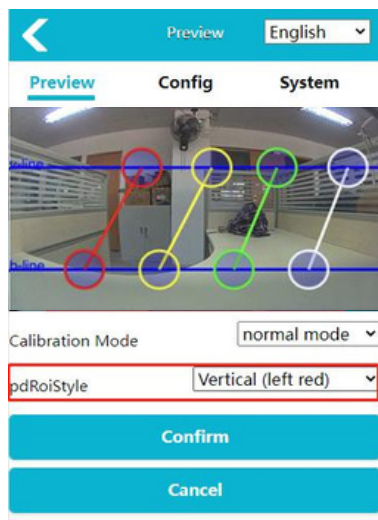 Preview
English
Preview Config System
b-line
Calibration Mode
normal mode
pdRoiStyle
Vertical (left red)
Confirm
Cancel